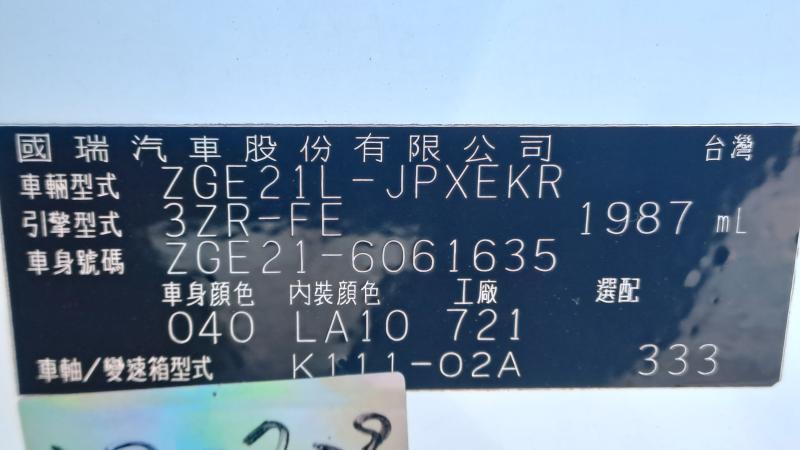 國瑞汽車股份有限公司 台灣
車輛型式 ZGE21L-JPXEKR
引擎型式 3ZR-FE 1987 mL
車身號碼 ZGE21-6061635
車身顏色 內裝顏色 工廠 選配
040 LA10 721
車軸/變速箱型式 K111-02A 333